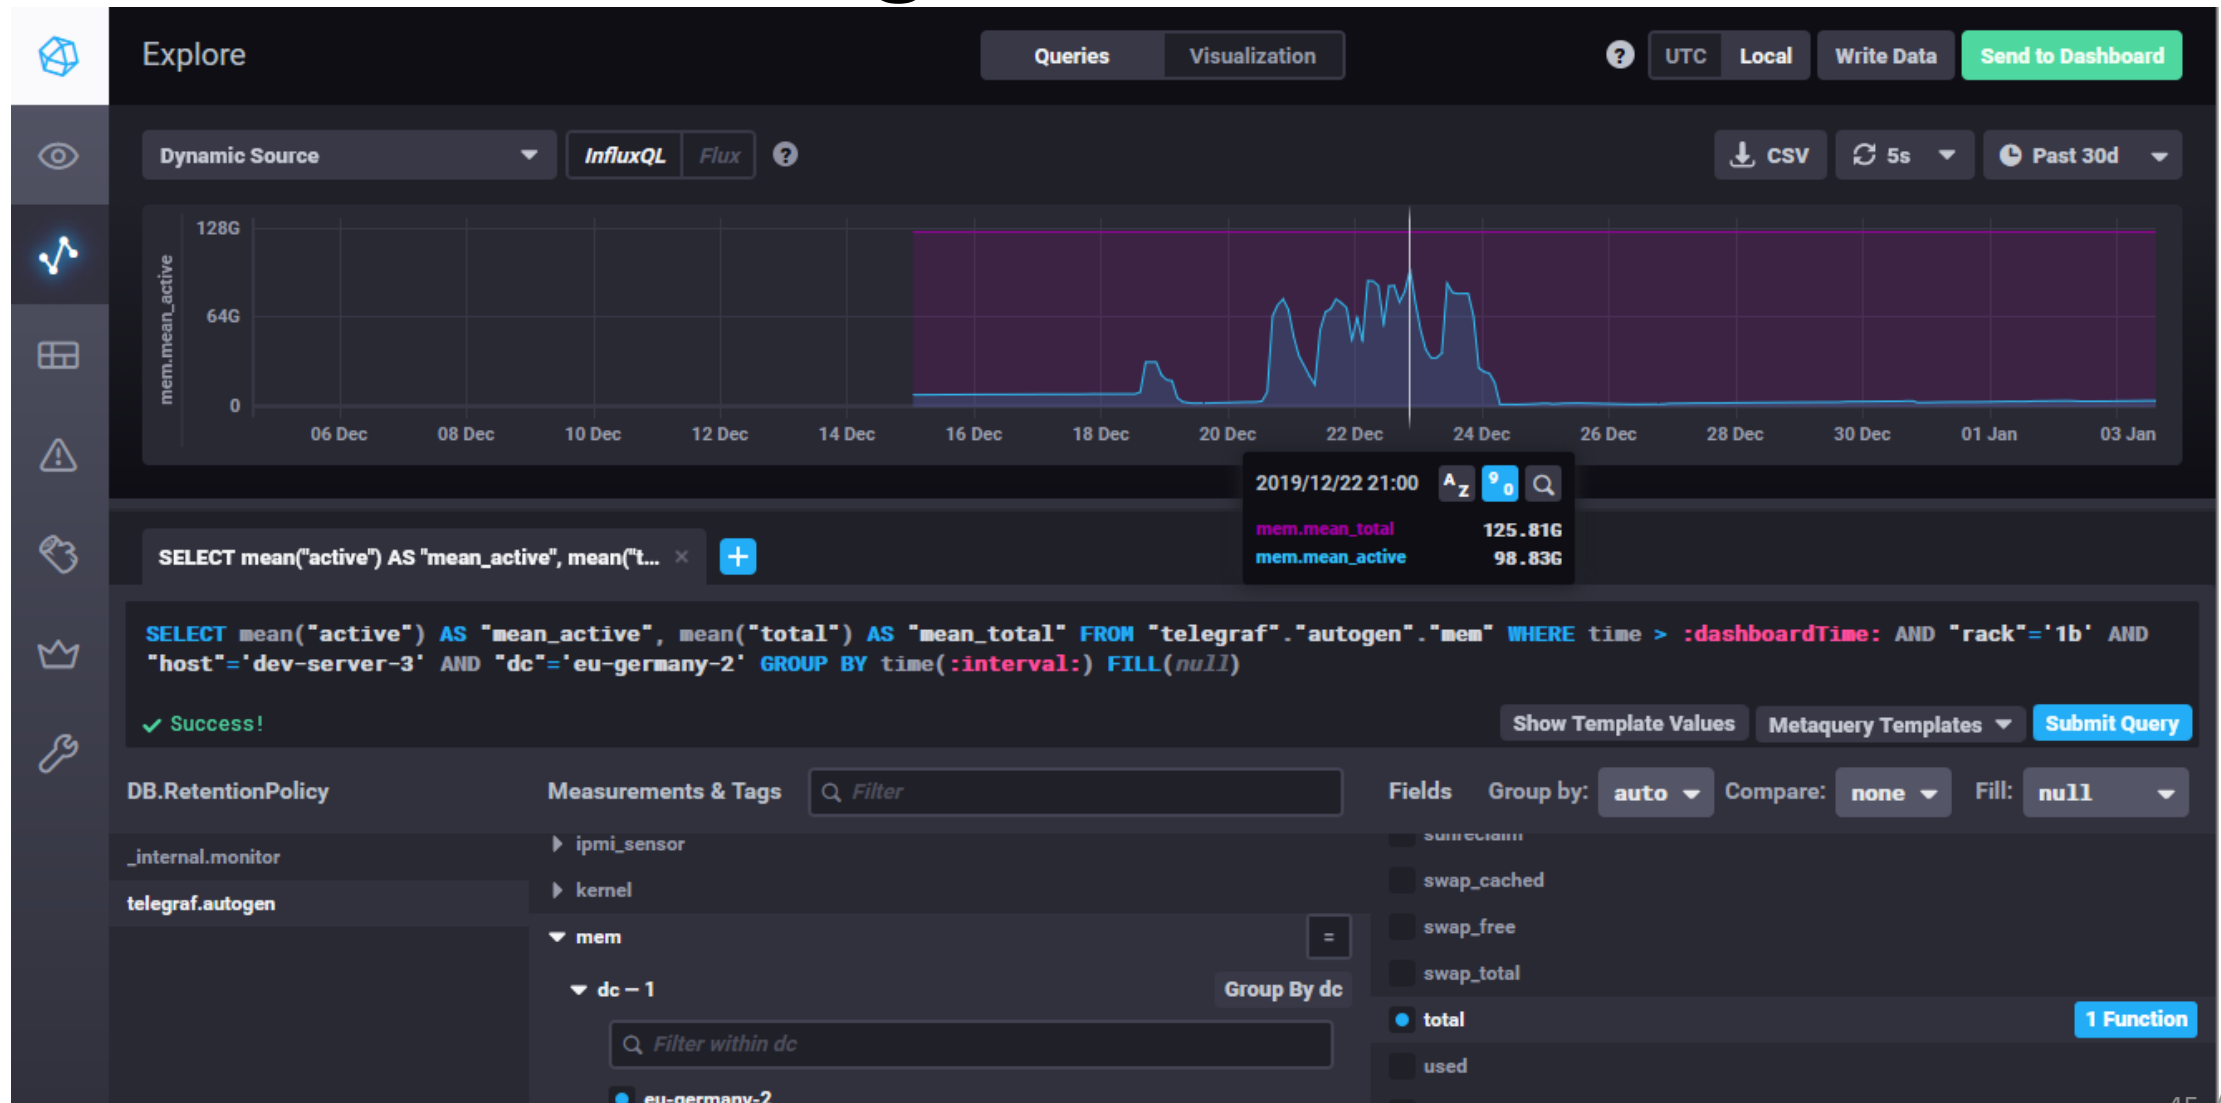 Explore
Queries
Visualization
?
UTC
Local
Write Data
Send to Dashboard
Dynamic Source
InfluxQL
Flux
?
CSV
5s
Past 30d
mem.mean_active
128G
64G
0
06 Dec
08 Dec
10 Dec
12 Dec
14 Dec
16 Dec
18 Dec
20 Dec
22 Dec
24 Dec
26 Dec
28 Dec
30 Dec
01 Jan
03 Jan
2019/12/22 21:00
A Z
9 0
mem.mean_total 125.81G
mem.mean_active 98.83G
SELECT mean("active") AS "mean_active", mean("t... ×
+
SELECT mean("active") AS "mean_active", mean("total") AS "mean_total" FROM "telegraf"."autogen"."mem" WHERE time > :dashboardTime: AND "rack"='1b' AND
"host"='dev-server-3' AND "dc"='eu-germany-2' GROUP BY time(:interval:) FILL(null)
Success!
Show Template Values
Metaquery Templates
Submit Query
DB.RetentionPolicy
Measurements & Tags
Filter
Fields
Group by:
auto
Compare:
none
Fill:
null
_internal.monitor
telegraf.autogen
ipmi_sensor
kernel
mem
=
dc – 1
Group By dc
Filter within dc
eu-germany-2
sunreclaim
swap_cached
swap_free
swap_total
total
1 Function
used